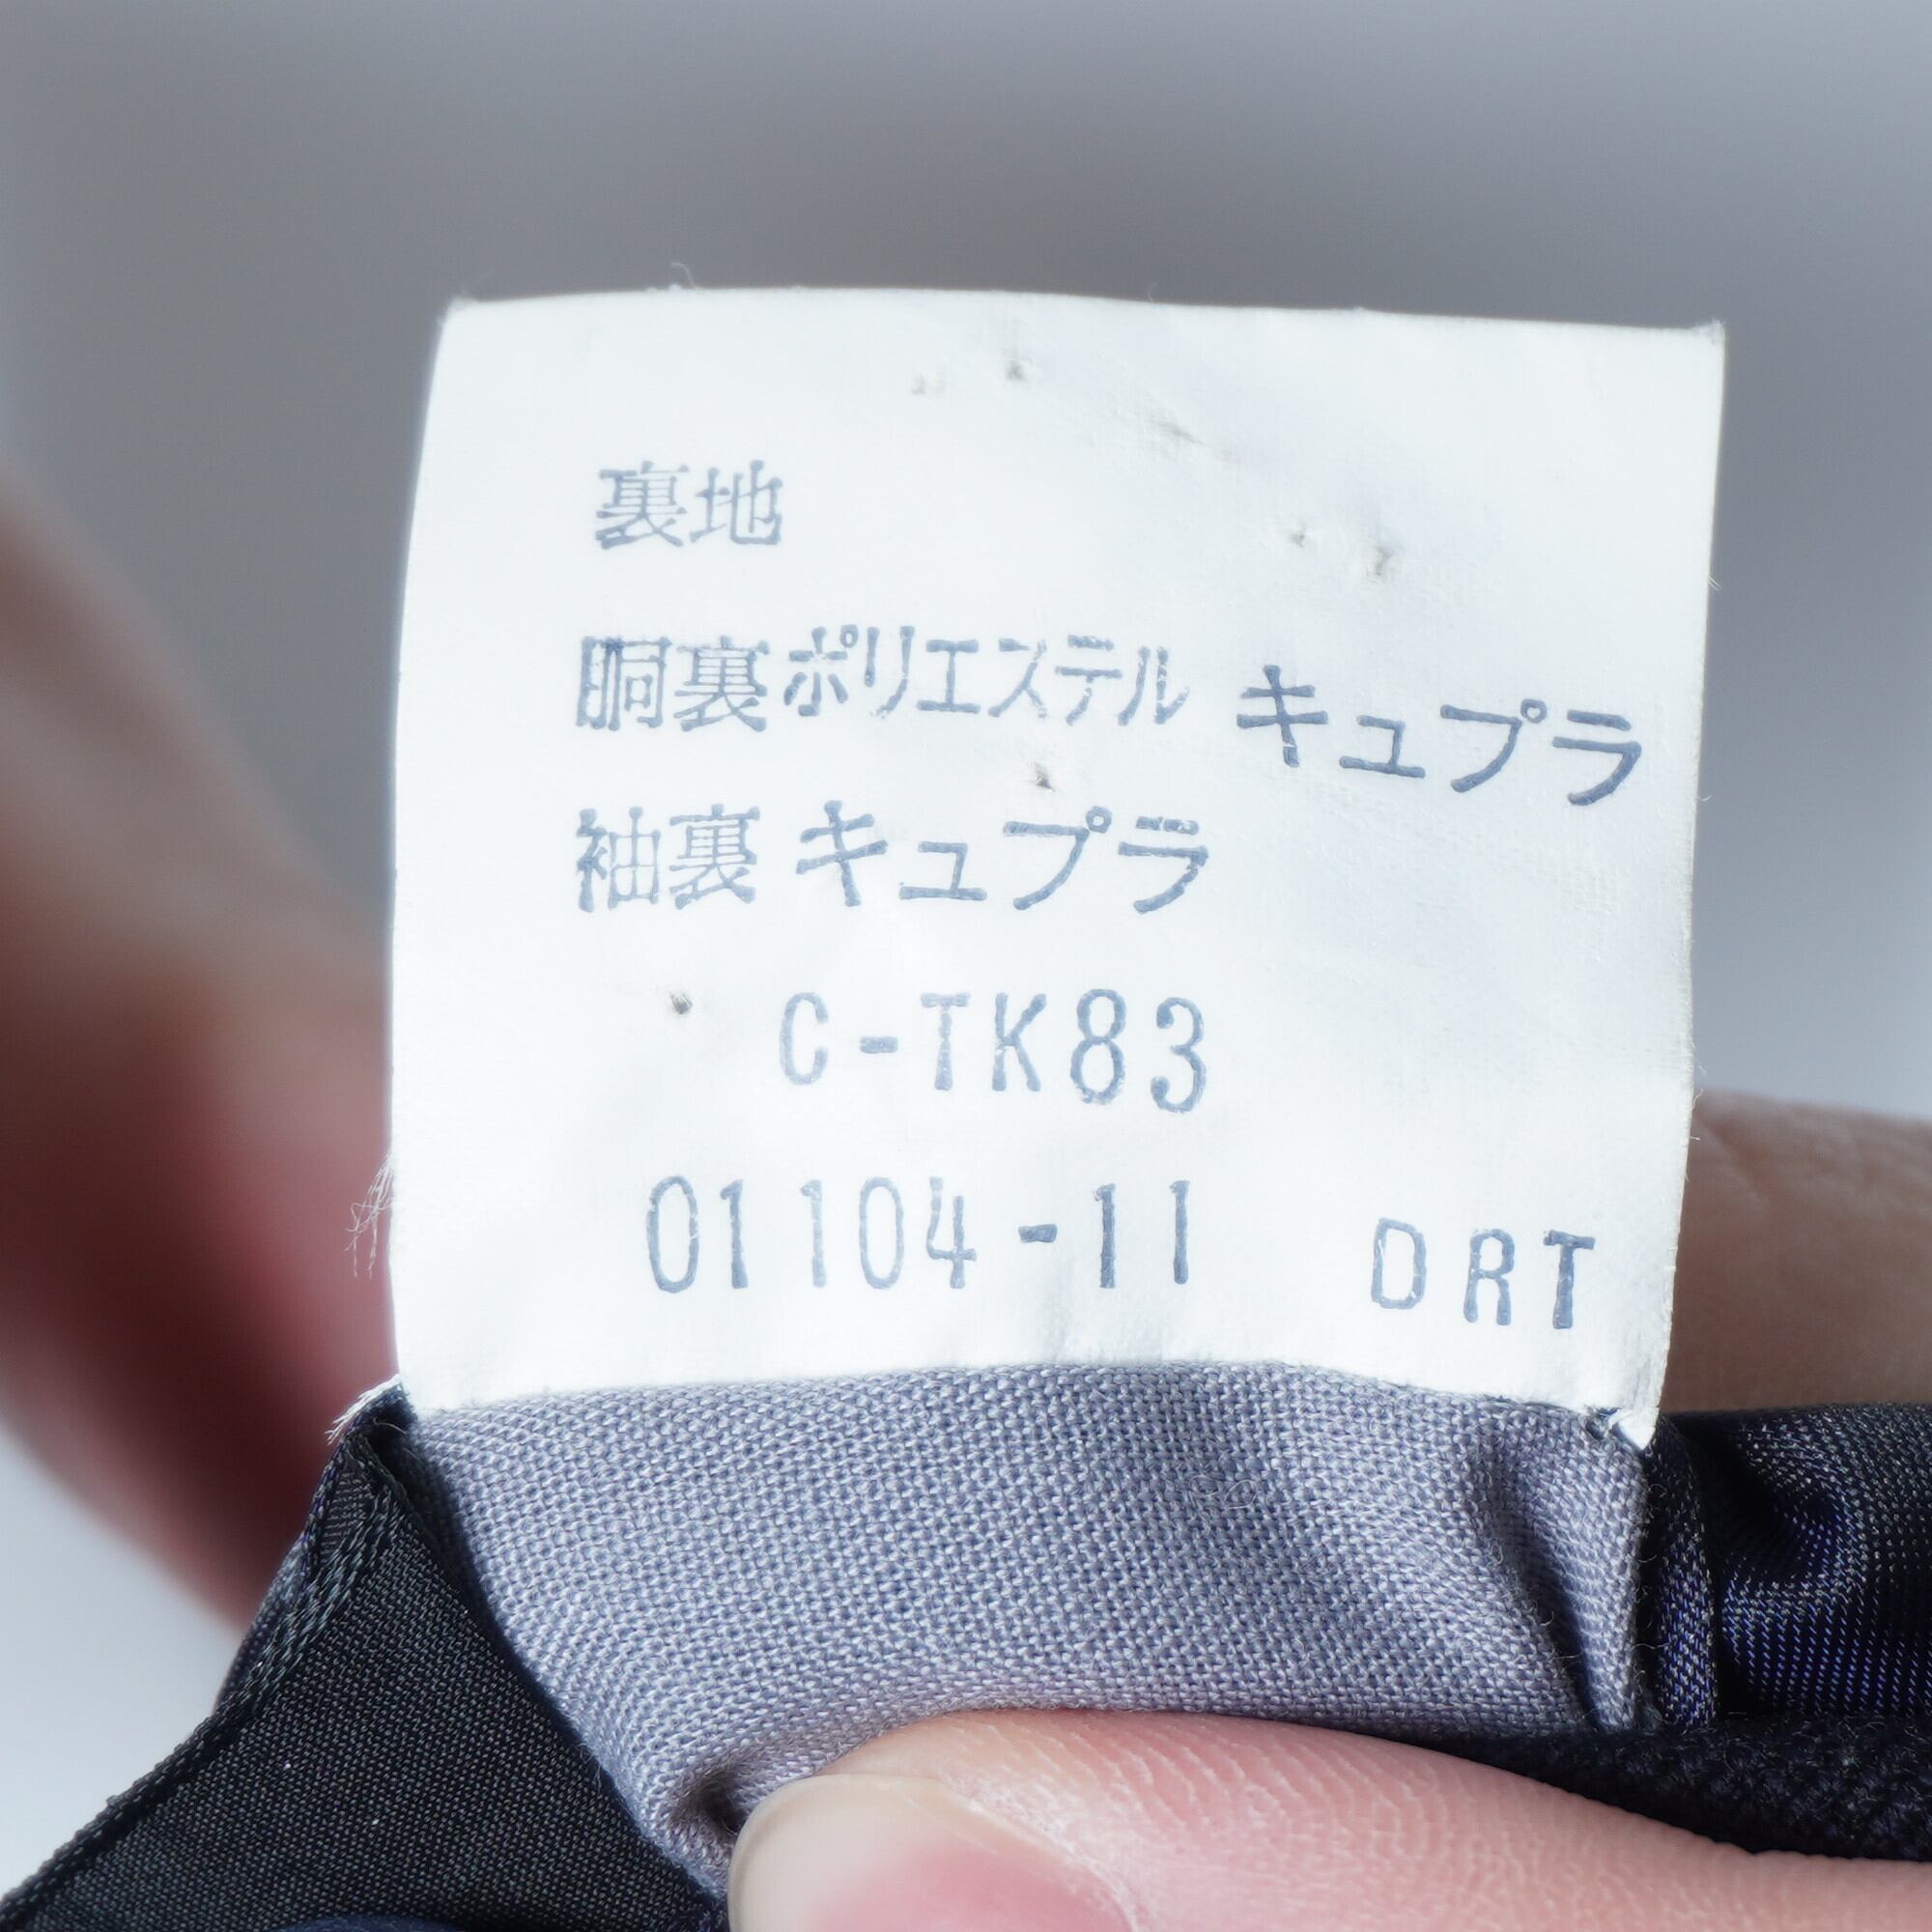 裏地
胴裏ポリエステル キュプラ
袖裏 キュプラ
C-TK83
01104-11 DRT